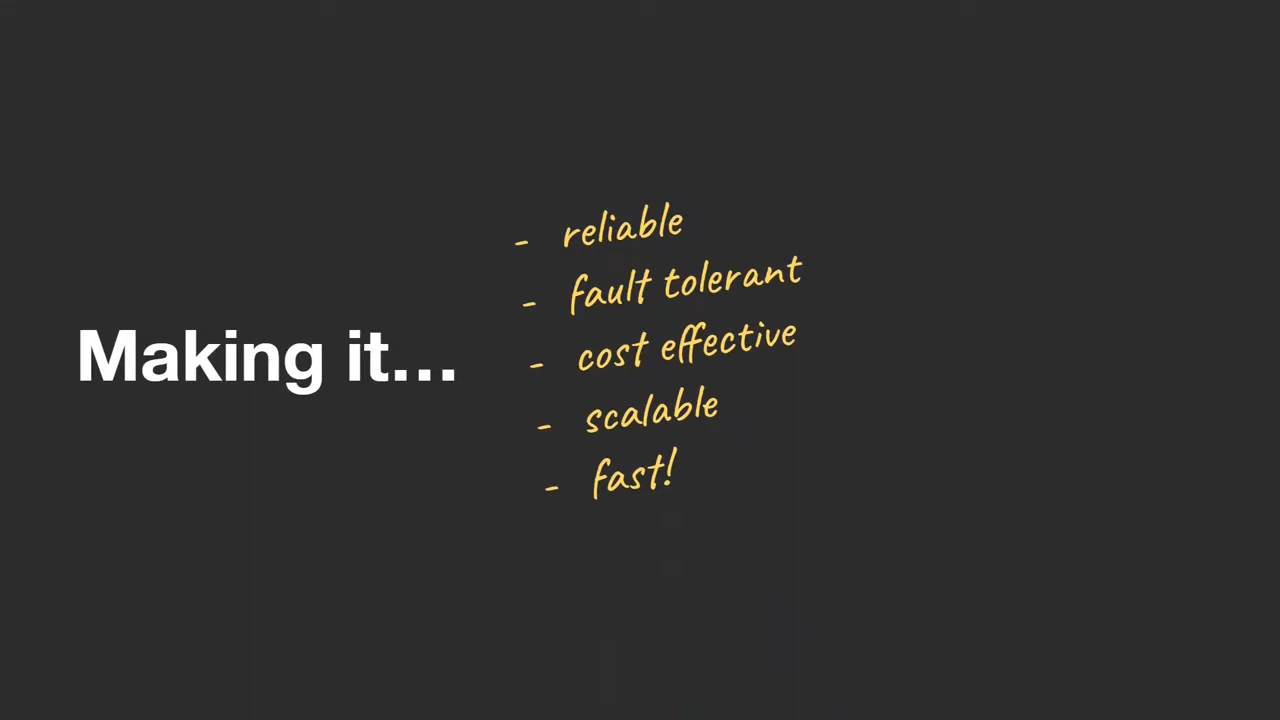 Making it...
- reliable
- fault tolerant
- cost effective
- scalable
- fast!